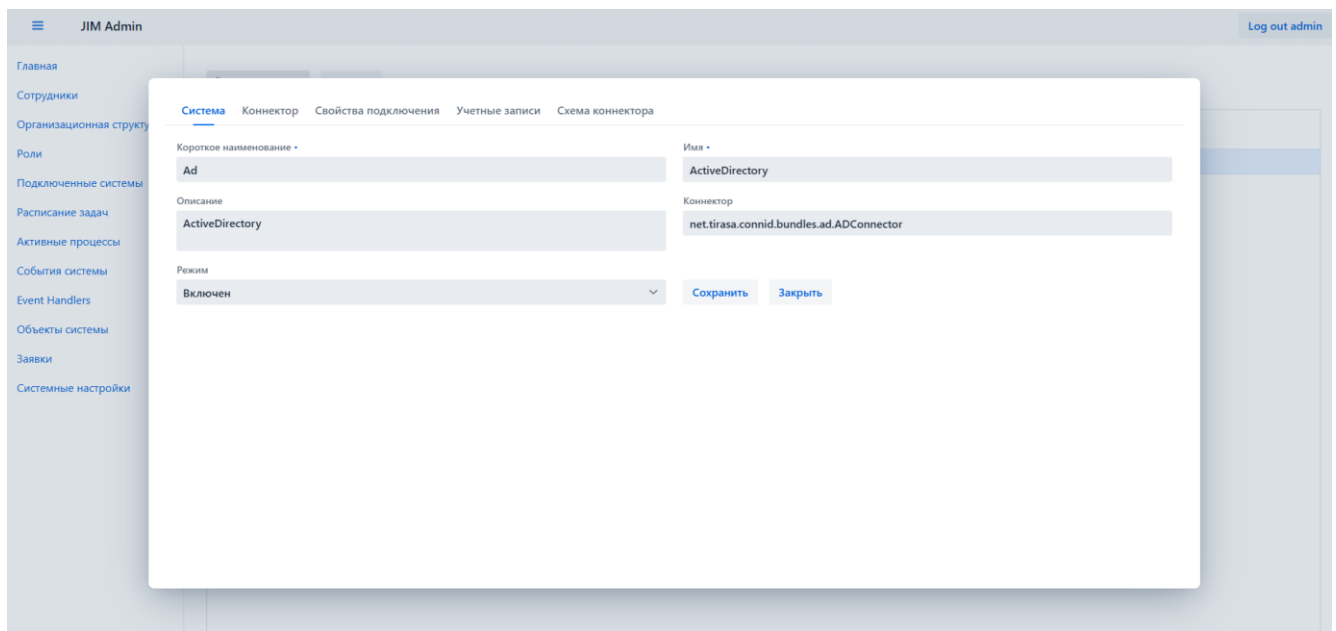 JIM Admin
Log out admin
Главная
Сотрудники
Организационная структу
Роли
Подключенные системы
Расписание задач
Активные процессы
События системы
Event Handlers
Объекты системы
Заявки
Системные настройки
Система Коннектор Свойства подключения Учетные записи Схема коннектора
Короткое наименование • Имя •
Ad ActiveDirectory
Описание Коннектор
ActiveDirectory net.tirasa.connid.bundles.ad.ADConnector
Режим
Включен Сохранить Закрыть